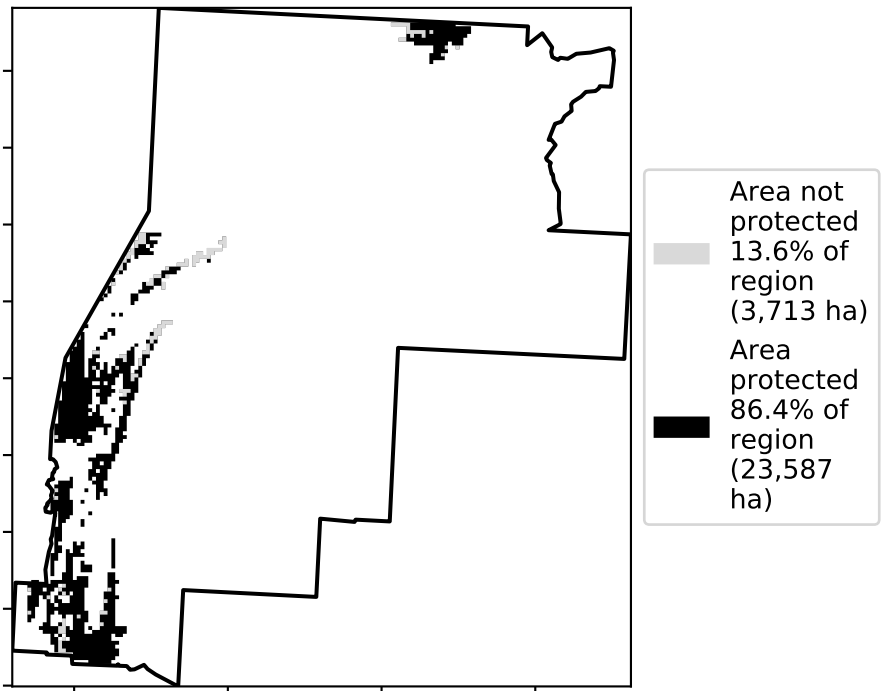 Area not
protected
13.6% of
region
(3,713 ha)
Area
protected
86.4% of
region
(23,587
ha)